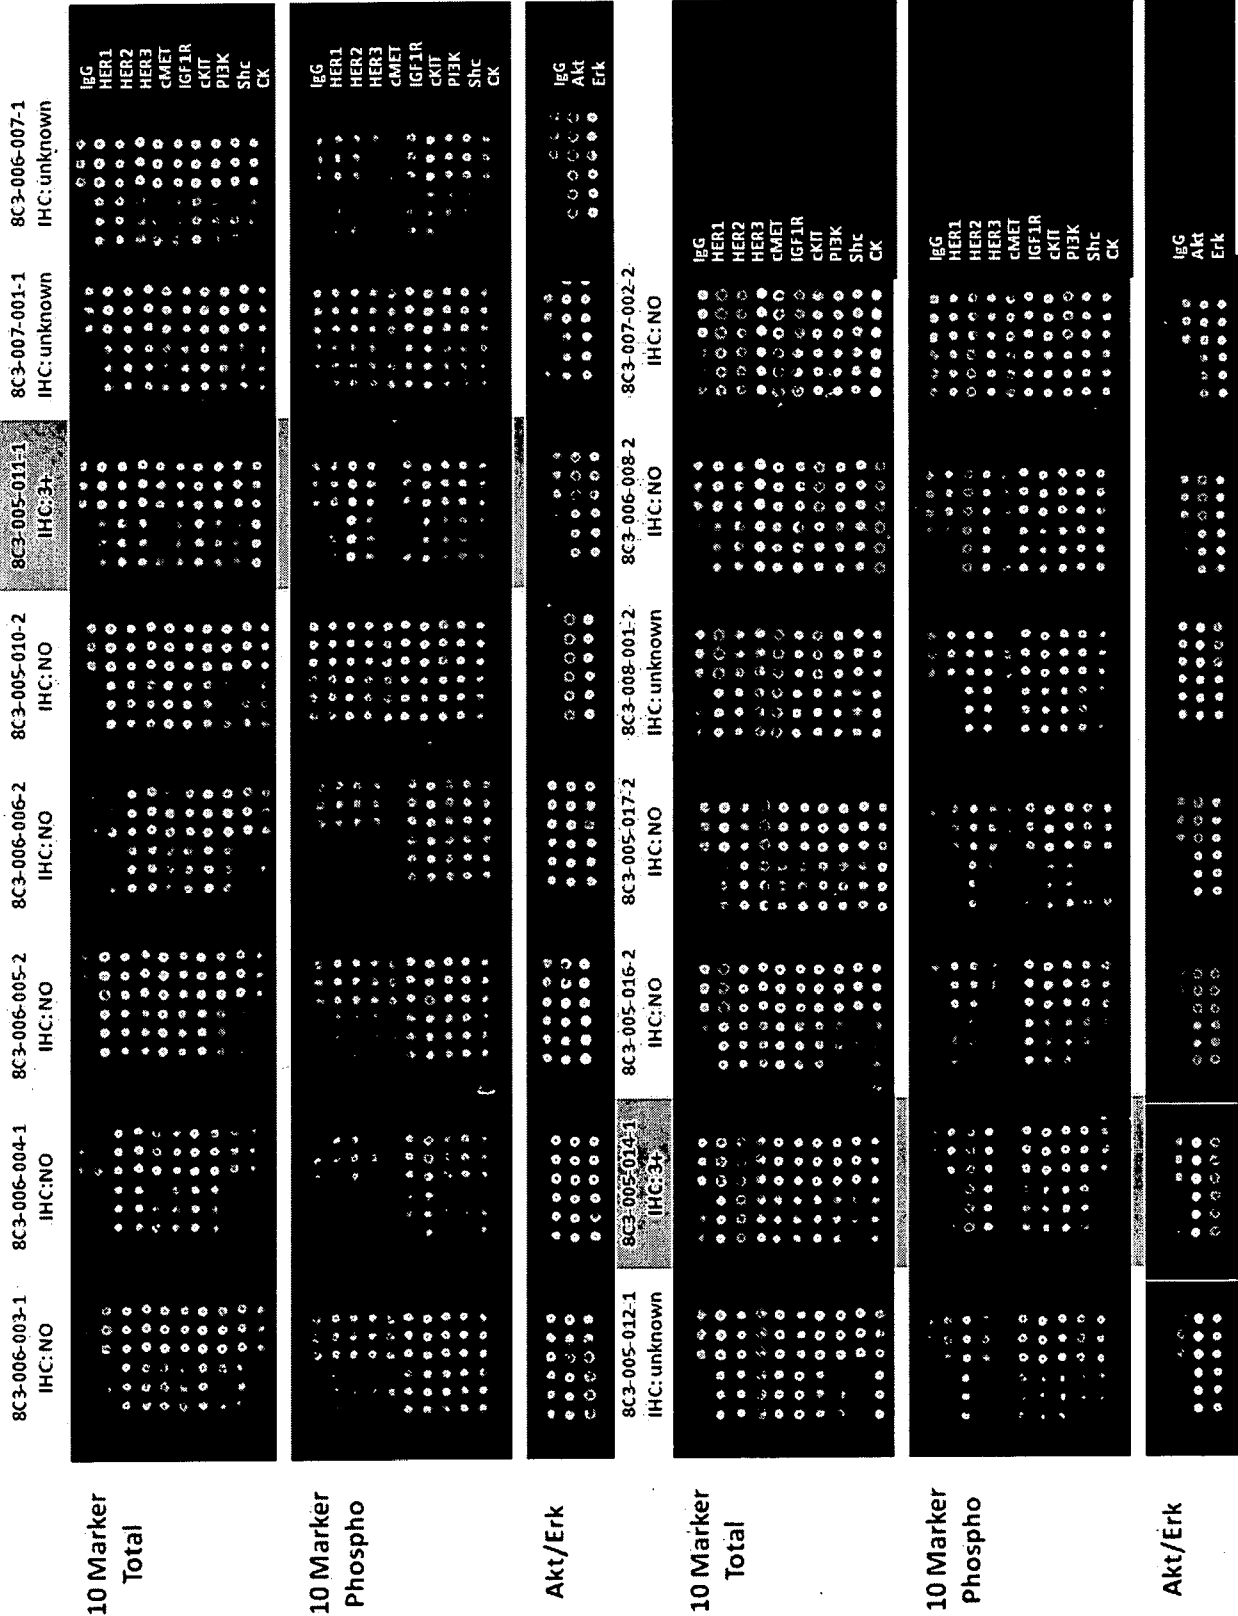 8C3-006-003-1
IHC:NO
8C3-006-004-1
IHC:NO
8C3-006-005-2
IHC:NO
8C3-006-006-2
IHC:NO
8C3-005-010-2
IHC:NO
8C3-005-011-1
IHC:3+
8C3-007-001-1
IHC:unknown
8C3-006-007-1
IHC:unknown
10 Marker
Total
IgG
HER1
HER2
HER3
cMET
IGF1R
cKIT
PI3K
Shc
CK
10 Marker
Phospho
IgG
HER1
HER2
HER3
cMET
IGF1R
cKIT
PI3K
Shc
CK
Akt/Erk
IgG
Akt
Erk
8C3-005-012-1
IHC:unknown
8C3-005-014-1
IHC:3+
8C3-005-016-2
IHC:NO
8C3-005-017-2
IHC:NO
8C3-008-001-2
IHC:unknown
8C3-006-008-2
IHC:NO
8C3-007-002-2
IHC:NO
10 Marker
Total
IgG
HER1
HER2
HER3
cMET
IGF1R
cKIT
PI3K
Shc
CK
10 Marker
Phospho
IgG
HER1
HER2
HER3
cMET
IGF1R
cKIT
PI3K
Shc
CK
Akt/Erk
IgG
Akt
Erk